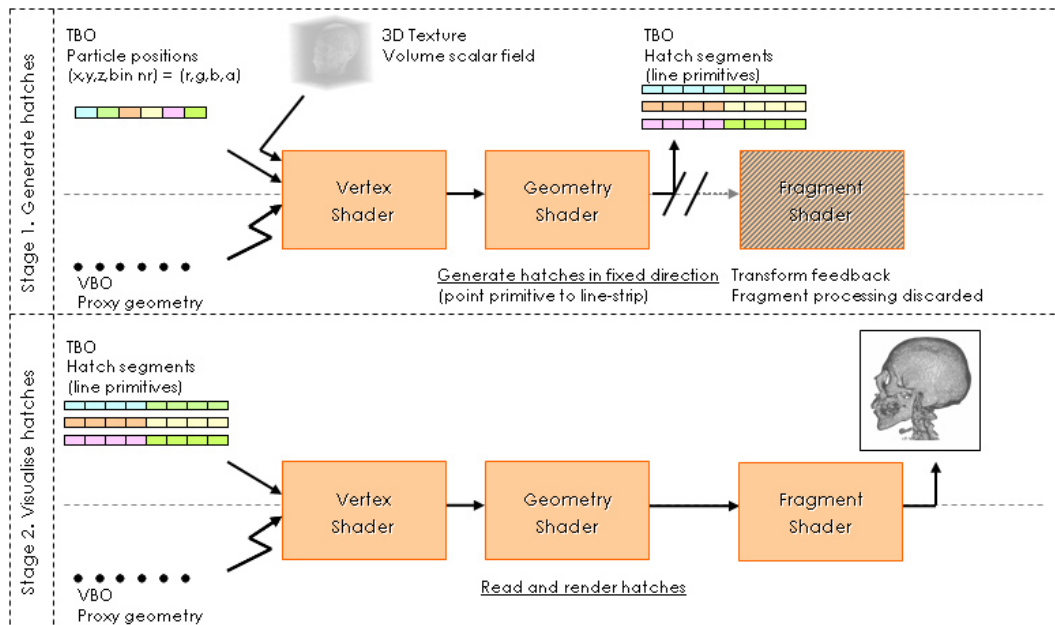 Stage 1. Generate hatches
TBO
Particle positions
(x,y,z,bin nr) = (r,g,b,a)
3D Texture
Volume scalar field
TBO
Hatch segments
(line primitives)
Vertex
Shader
Geometry
Shader
Fragment
Shader
VBO
Proxy geometry
Generate hatches in fixed direction
(point primitive to line-strip)
Transform feedback
Fragment processing discarded
Stage 2. Visualise hatches
TBO
Hatch segments
(line primitives)
Vertex
Shader
Geometry
Shader
Fragment
Shader
VBO
Proxy geometry
Read and render hatches